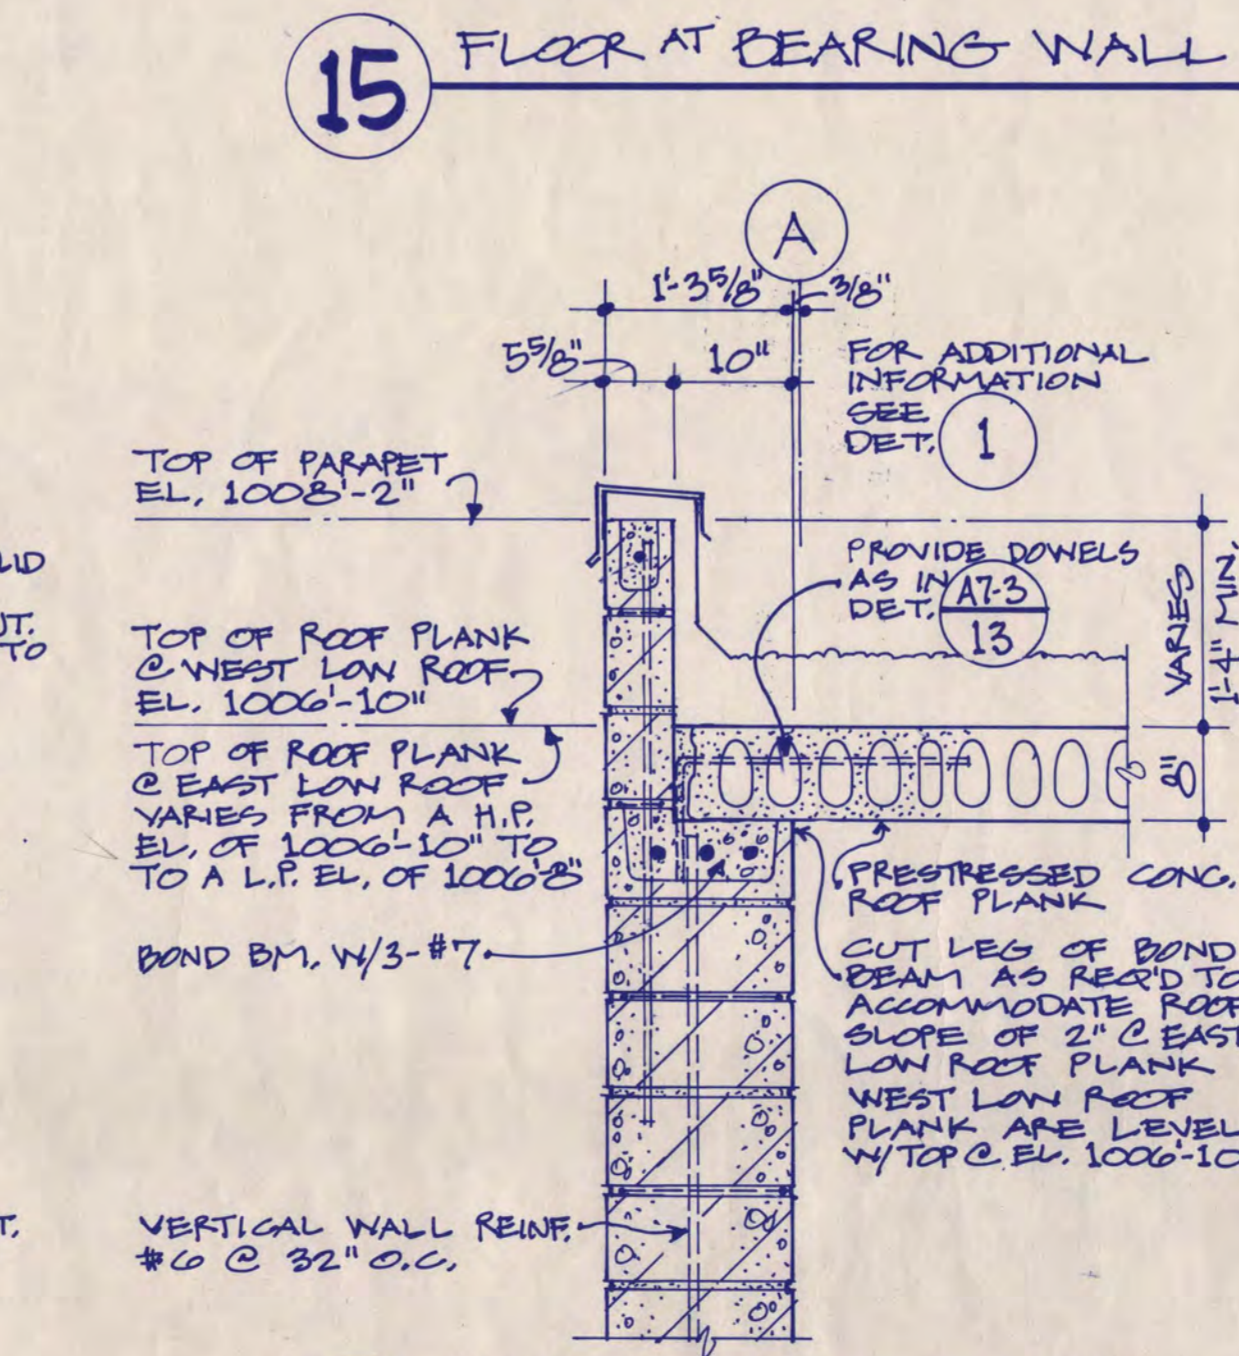 15
FLOOR AT BEARING WALL
A
1'-3 5/8"
3/8"
5 5/8"
10"
FOR ADDITIONAL
INFORMATION
SEE
DET. 1
TOP OF PARAPET
EL. 1008'-2"
LID
UT.
TO
PROVIDE DOWELS
AS IN
DET. A7-3
13
VARIES
1'-4" MIN.
TOP OF ROOF PLANK
@ WEST LOW ROOF
EL. 1006'-10"
TOP OF ROOF PLANK
@ EAST LOW ROOF
VARIES FROM A H.P.
EL. OF 1006'-10" TO
TO A L.P. EL. OF 1006'-8"
8"
PRESTRESSED CONC.
ROOF PLANK
BOND BM. W/3-#7
CUT LEG OF BOND
BEAM AS REQ'D TO
ACCOMMODATE ROOF
SLOPE OF 2" @ EAST
LOW ROOF PLANK
WEST LOW ROOF
PLANK ARE LEVEL
W/TOP @ EL. 1006'-10
T.
VERTICAL WALL REINF.
#6 @ 32" O.C.